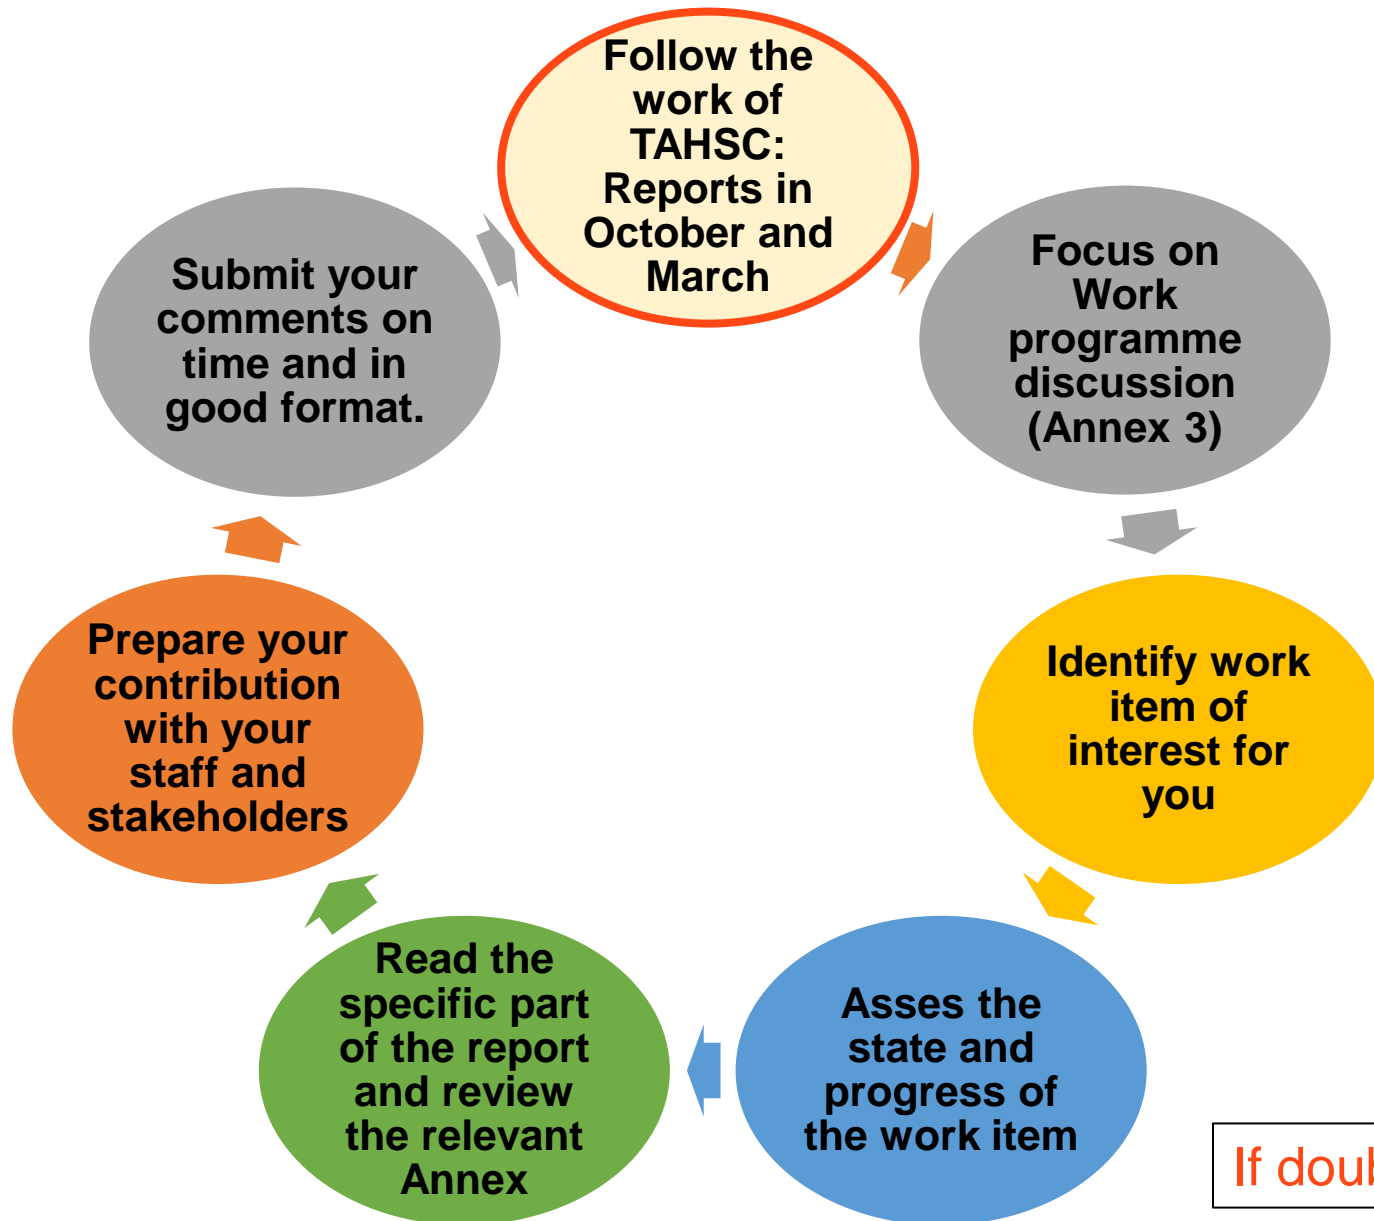 Follow the
work of
TAHSC:
Reports in
October and
March
Focus on
Work
programme
discussion
(Annex 3)
Identify work
item of
interest for
you
Asses the
state and
progress of
the work item
Read the
specific part
of the report
and review
the relevant
Annex
Prepare your
contribution
with your
staff and
stakeholders
Submit your
comments on
time and in
good format.
If